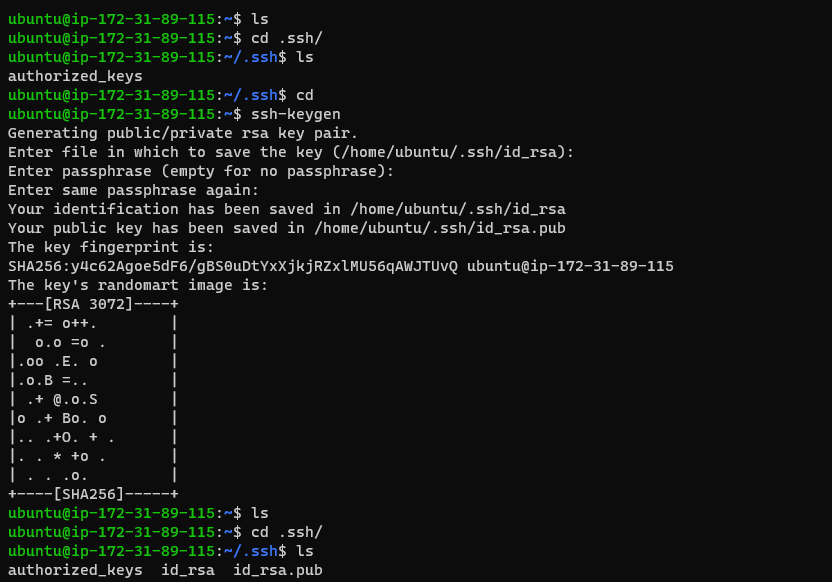 ubuntu@ip-172-31-89-115:~$ ls
ubuntu@ip-172-31-89-115:~$ cd .ssh/
ubuntu@ip-172-31-89-115:~/.ssh$ ls
authorized_keys
ubuntu@ip-172-31-89-115:~/.ssh$ cd
ubuntu@ip-172-31-89-115:~$ ssh-keygen
Generating public/private rsa key pair.
Enter file in which to save the key (/home/ubuntu/.ssh/id_rsa):
Enter passphrase (empty for no passphrase):
Enter same passphrase again:
Your identification has been saved in /home/ubuntu/.ssh/id_rsa
Your public key has been saved in /home/ubuntu/.ssh/id_rsa.pub
The key fingerprint is:
SHA256:y4c62Agoe5dF6/gBS0uDtYxXjkjRZxlMU56qAWJTUvQ ubuntu@ip-172-31-89-115
The key's randomart image is:
+---[RSA 3072]----+
| .+= o++.        |
|  o.o =o .       |
|.oo .E. o        |
|.o.B =..         |
| .+ @.o.S        |
|o .+ Bo. o       |
|.. .+O. + .      |
|. . * +o .       |
| . . .o.         |
+----[SHA256]-----+
ubuntu@ip-172-31-89-115:~$ ls
ubuntu@ip-172-31-89-115:~$ cd .ssh/
ubuntu@ip-172-31-89-115:~/.ssh$ ls
authorized_keys  id_rsa  id_rsa.pub